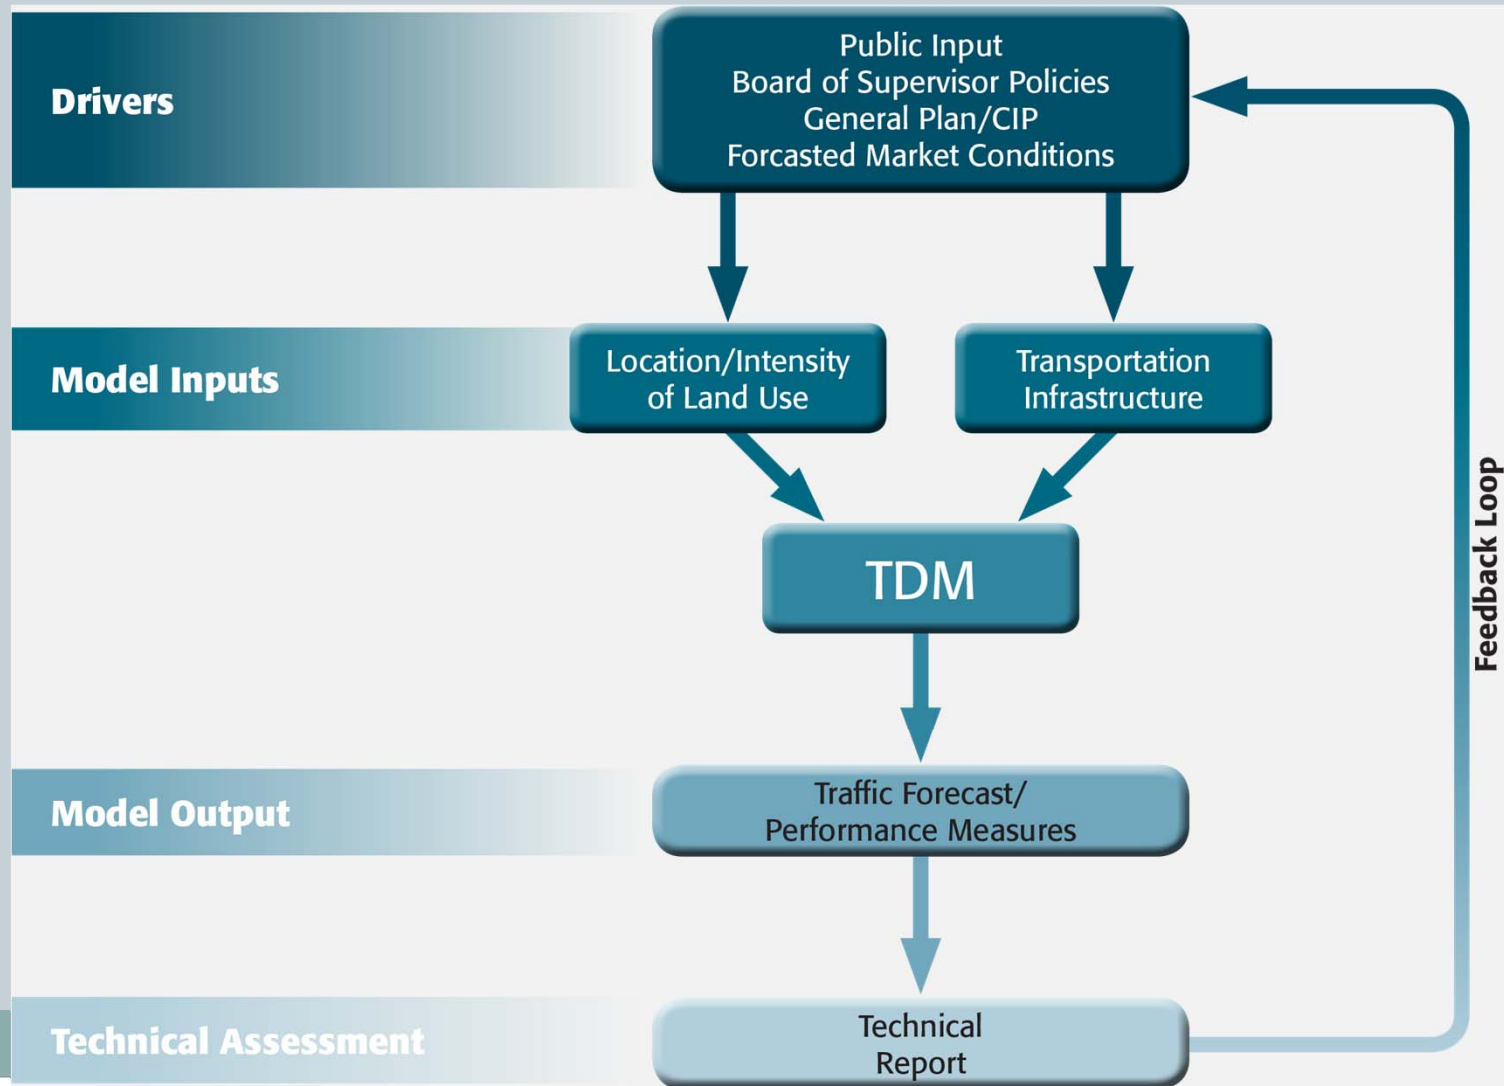 Drivers
Public Input
Board of Supervisor Policies
General Plan/CIP
Forcasted Market Conditions
Model Inputs
Location/Intensity
of Land Use
Transportation
Infrastructure
TDM
Feedback Loop
Model Output
Traffic Forecast/
Performance Measures
Technical Assessment
Technical
Report